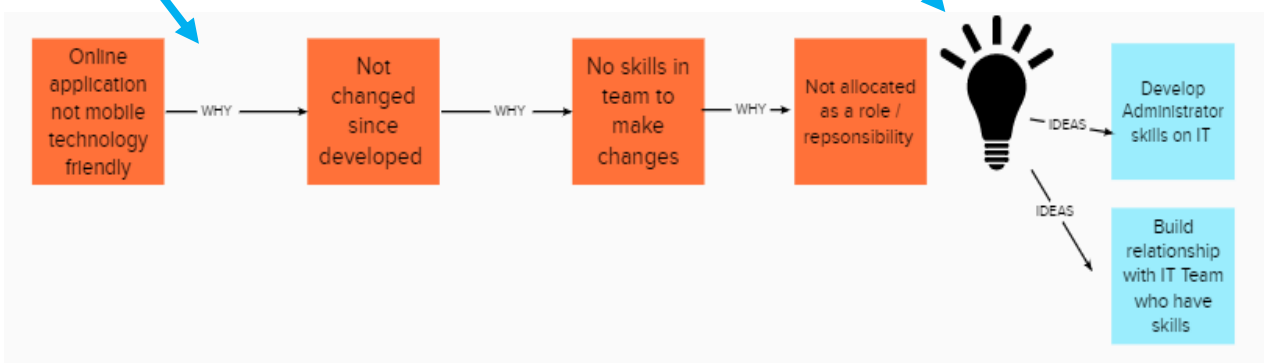 Online
application
not mobile
technology
friendly
WHY
Not
changed
since
developed
WHY
No skills in
team to
make
changes
WHY
Not allocated
as a role /
repsonsibility
IDEAS
Develop
Administrator
skills on IT
IDEAS
Build
relationship
with IT Team
who have
skills